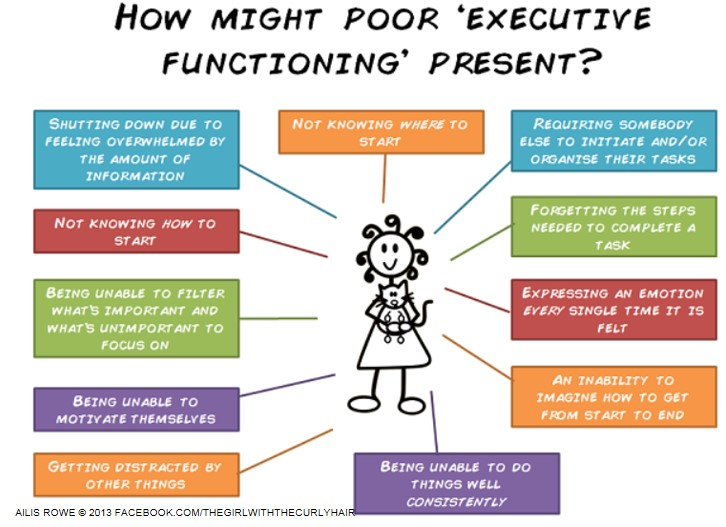 HOW MIGHT POOR ‘EXECUTIVE
FUNCTIONING’ PRESENT?
SHUTTING DOWN DUE TO
FEELING OVERWHELMED BY
THE AMOUNT OF
INFORMATION
NOT KNOWING WHERE TO
START
REQUIRING SOMEBODY
ELSE TO INITIATE AND/OR
ORGANISE THEIR TASKS
NOT KNOWING HOW TO
START
FORGETTING THE STEPS
NEEDED TO COMPLETE A
TASK
BEING UNABLE TO FILTER
WHAT'S IMPORTANT AND
WHAT'S UNIMPORTANT TO
FOCUS ON
EXPRESSING AN EMOTION
EVERY SINGLE TIME IT IS
FELT
BEING UNABLE TO
MOTIVATE THEMSELVES
AN INABILITY TO
IMAGINE HOW TO GET
FROM START TO END
GETTING DISTRACTED BY
OTHER THINGS
BEING UNABLE TO DO
THINGS WELL
CONSISTENTLY
AILIS ROWE © 2013 FACEBOOK.COM/THEGIRLWITHTHECURLYHAIR